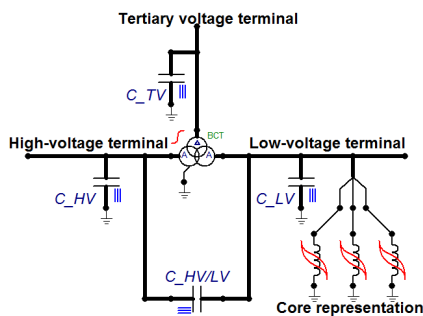 Tertiary voltage terminal
C_TV
BCT
High-voltage terminal
Low-voltage terminal
A
A
C_HV
C_LV
C_HV/LV
Core representation